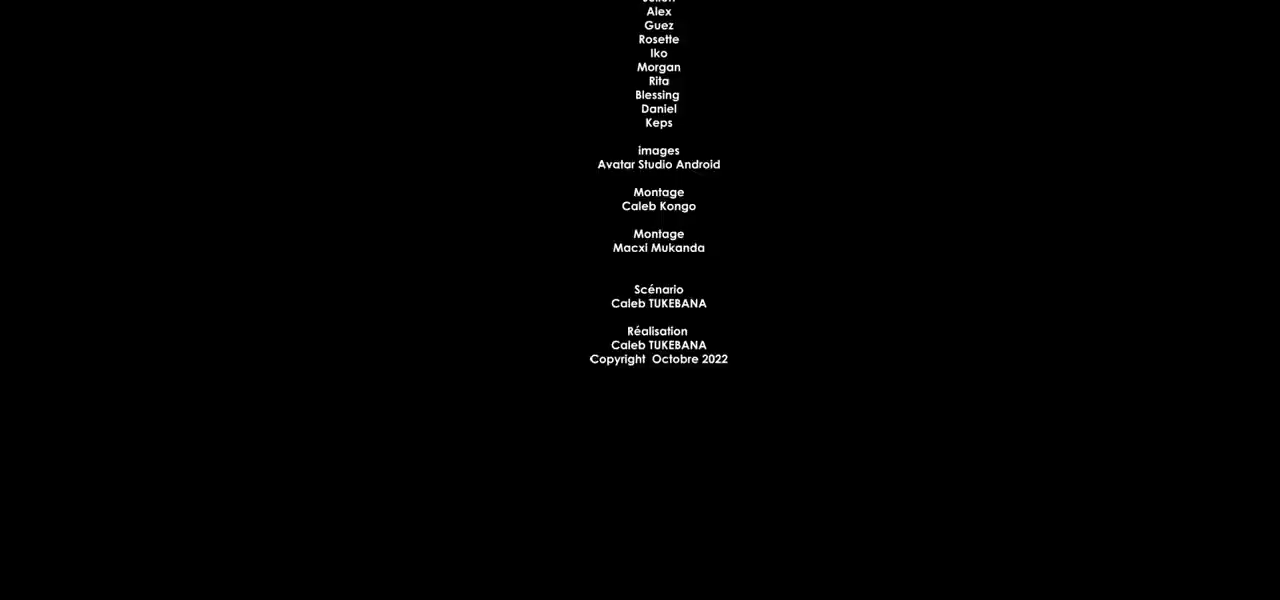 Alex
Guez
Rosette
Iko
Morgan
Rita
Blessing
Daniel
Keps
images
Avatar Studio Android
Montage
Caleb Kongo
Montage
Macxi Mukanda
Scénario
Caleb TUKEBANA
Réalisation
Caleb TUKEBANA
Copyright  Octobre 2022